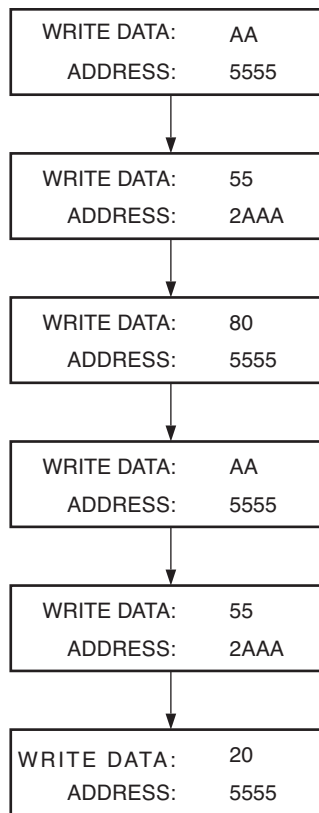 WRITE DATA: AA
ADDRESS: 5555
WRITE DATA: 55
ADDRESS: 2AAA
WRITE DATA: 80
ADDRESS: 5555
WRITE DATA: AA
ADDRESS: 5555
WRITE DATA: 55
ADDRESS: 2AAA
WRITE DATA: 20
ADDRESS: 5555